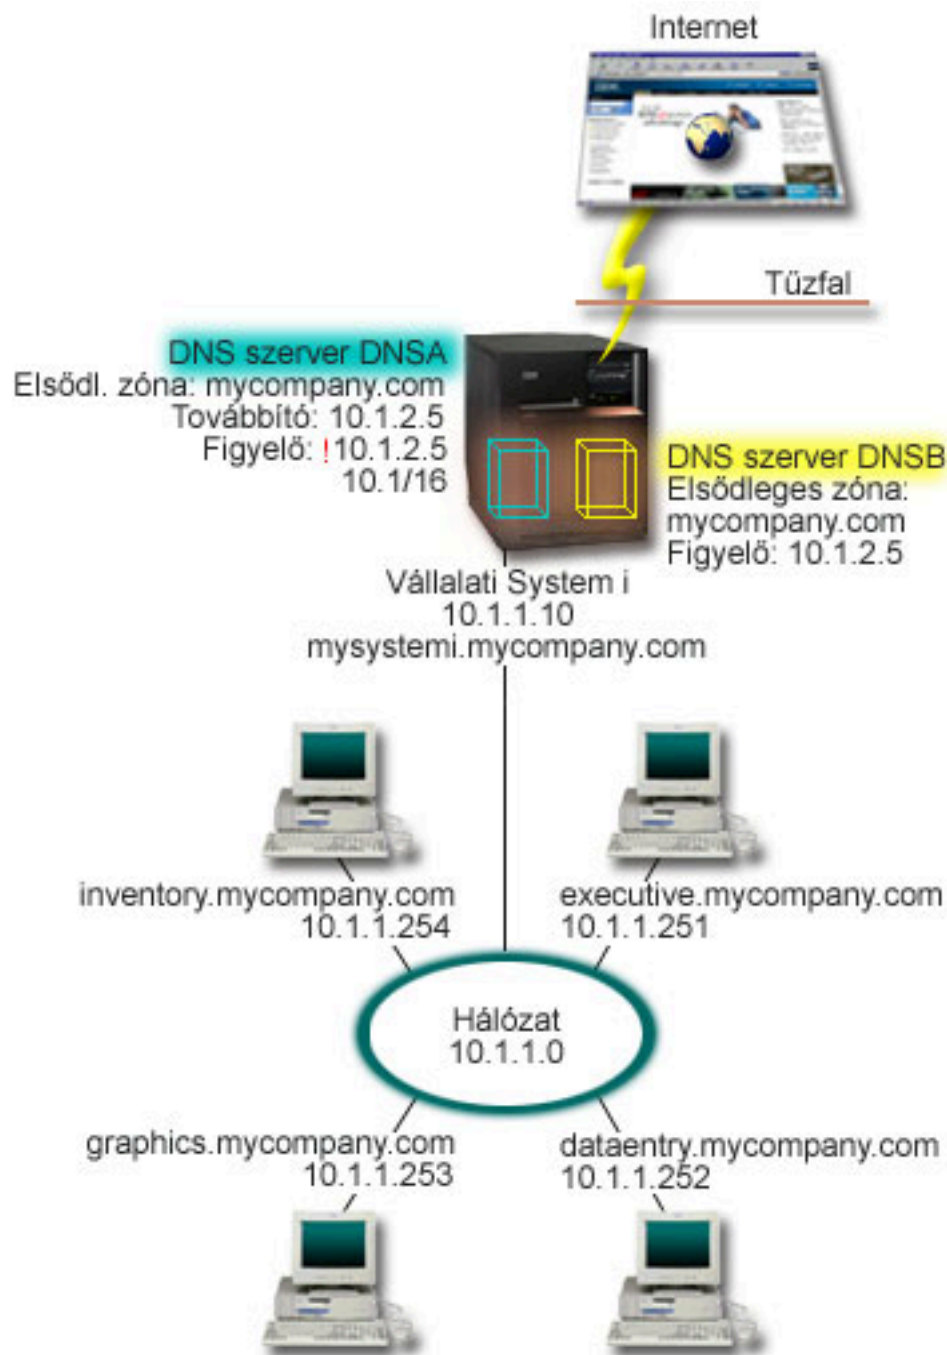 Internet
Tűzfal
DNS szerver DNSA
Elsődl. zóna: mycompany.com
Továbbító: 10.1.2.5
Figyelő: !10.1.2.5
10.1/16
DNS szerver DNSB
Elsődleges zóna:
mycompany.com
Figyelő: 10.1.2.5
Vállalati System i
10.1.1.10
mysystemi.mycompany.com
inventory.mycompany.com
10.1.1.254
executive.mycompany.com
10.1.1.251
Hálózat
10.1.1.0
graphics.mycompany.com
10.1.1.253
dataentry.mycompany.com
10.1.1.252